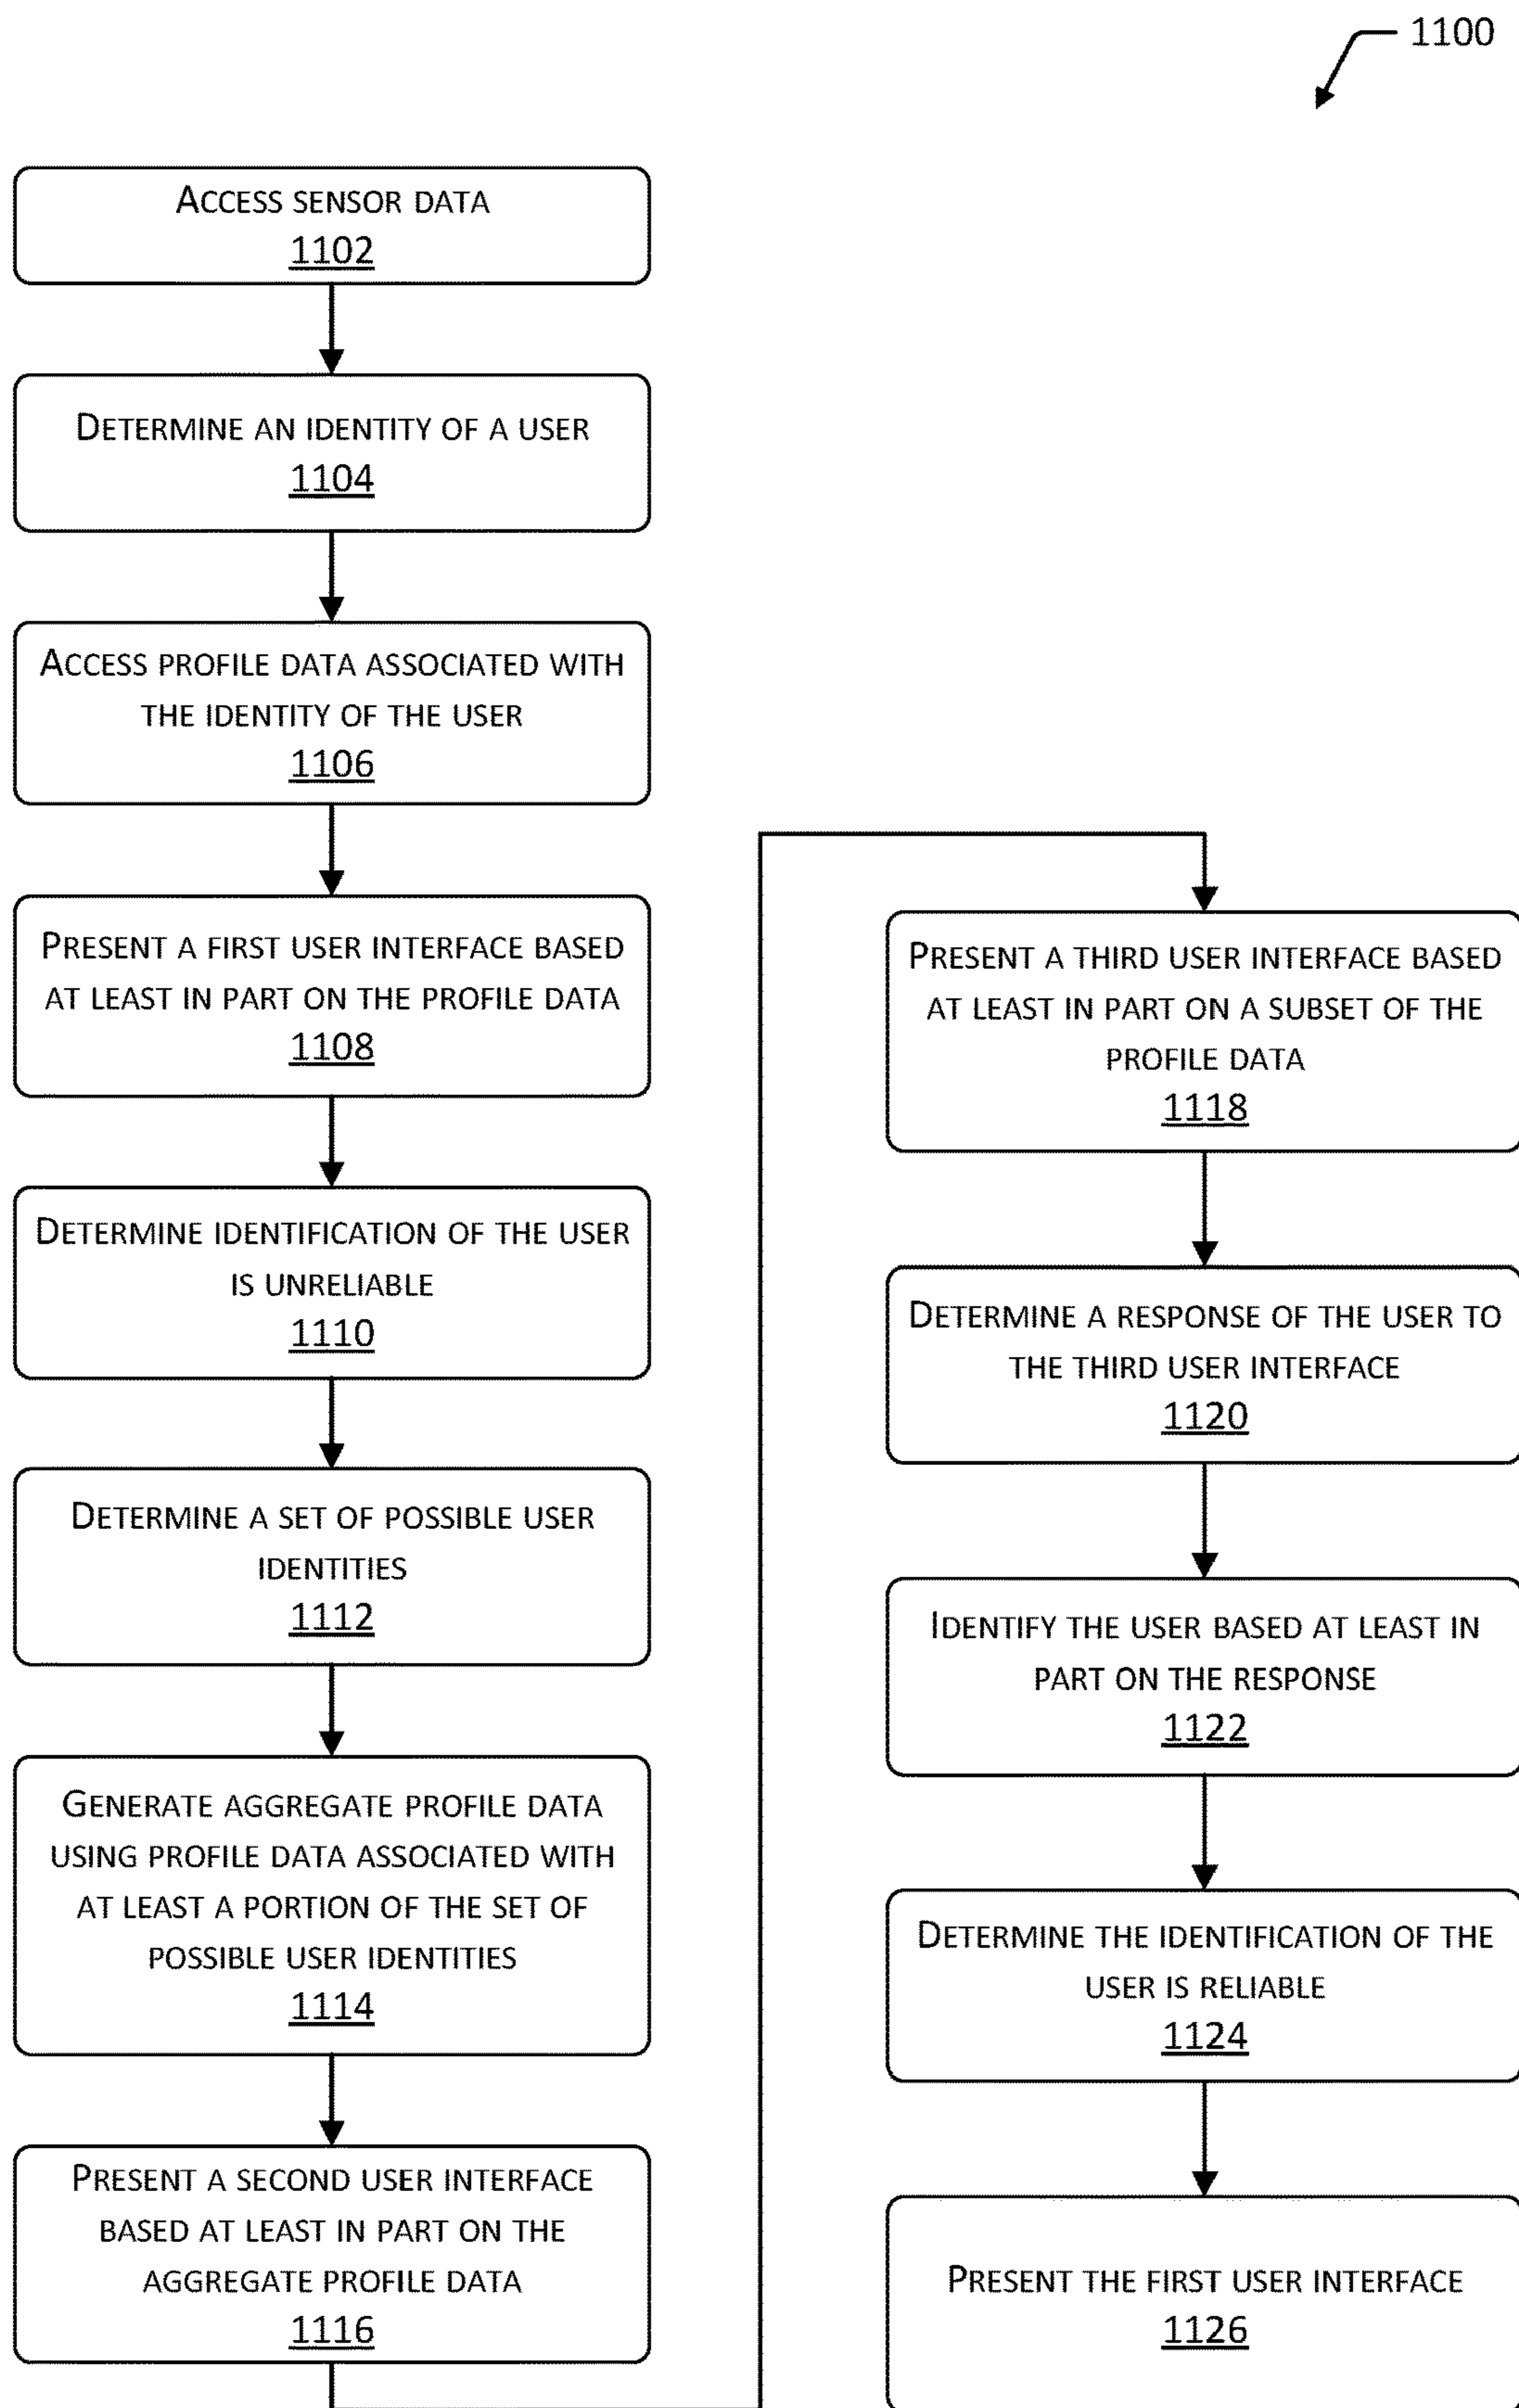 1100
ACCESS SENSOR DATA
1102
DETERMINE AN IDENTITY OF A USER
1104
ACCESS PROFILE DATA ASSOCIATED WITH
THE IDENTITY OF THE USER
1106
PRESENT A FIRST USER INTERFACE BASED
AT LEAST IN PART ON THE PROFILE DATA
1108
DETERMINE IDENTIFICATION OF THE USER
IS UNRELIABLE
1110
DETERMINE A SET OF POSSIBLE USER
IDENTITIES
1112
GENERATE AGGREGATE PROFILE DATA
USING PROFILE DATA ASSOCIATED WITH
AT LEAST A PORTION OF THE SET OF
POSSIBLE USER IDENTITIES
1114
PRESENT A SECOND USER INTERFACE
BASED AT LEAST IN PART ON THE
AGGREGATE PROFILE DATA
1116
PRESENT A THIRD USER INTERFACE BASED
AT LEAST IN PART ON A SUBSET OF THE
PROFILE DATA
1118
DETERMINE A RESPONSE OF THE USER TO
THE THIRD USER INTERFACE
1120
IDENTIFY THE USER BASED AT LEAST IN
PART ON THE RESPONSE
1122
DETERMINE THE IDENTIFICATION OF THE
USER IS RELIABLE
1124
PRESENT THE FIRST USER INTERFACE
1126